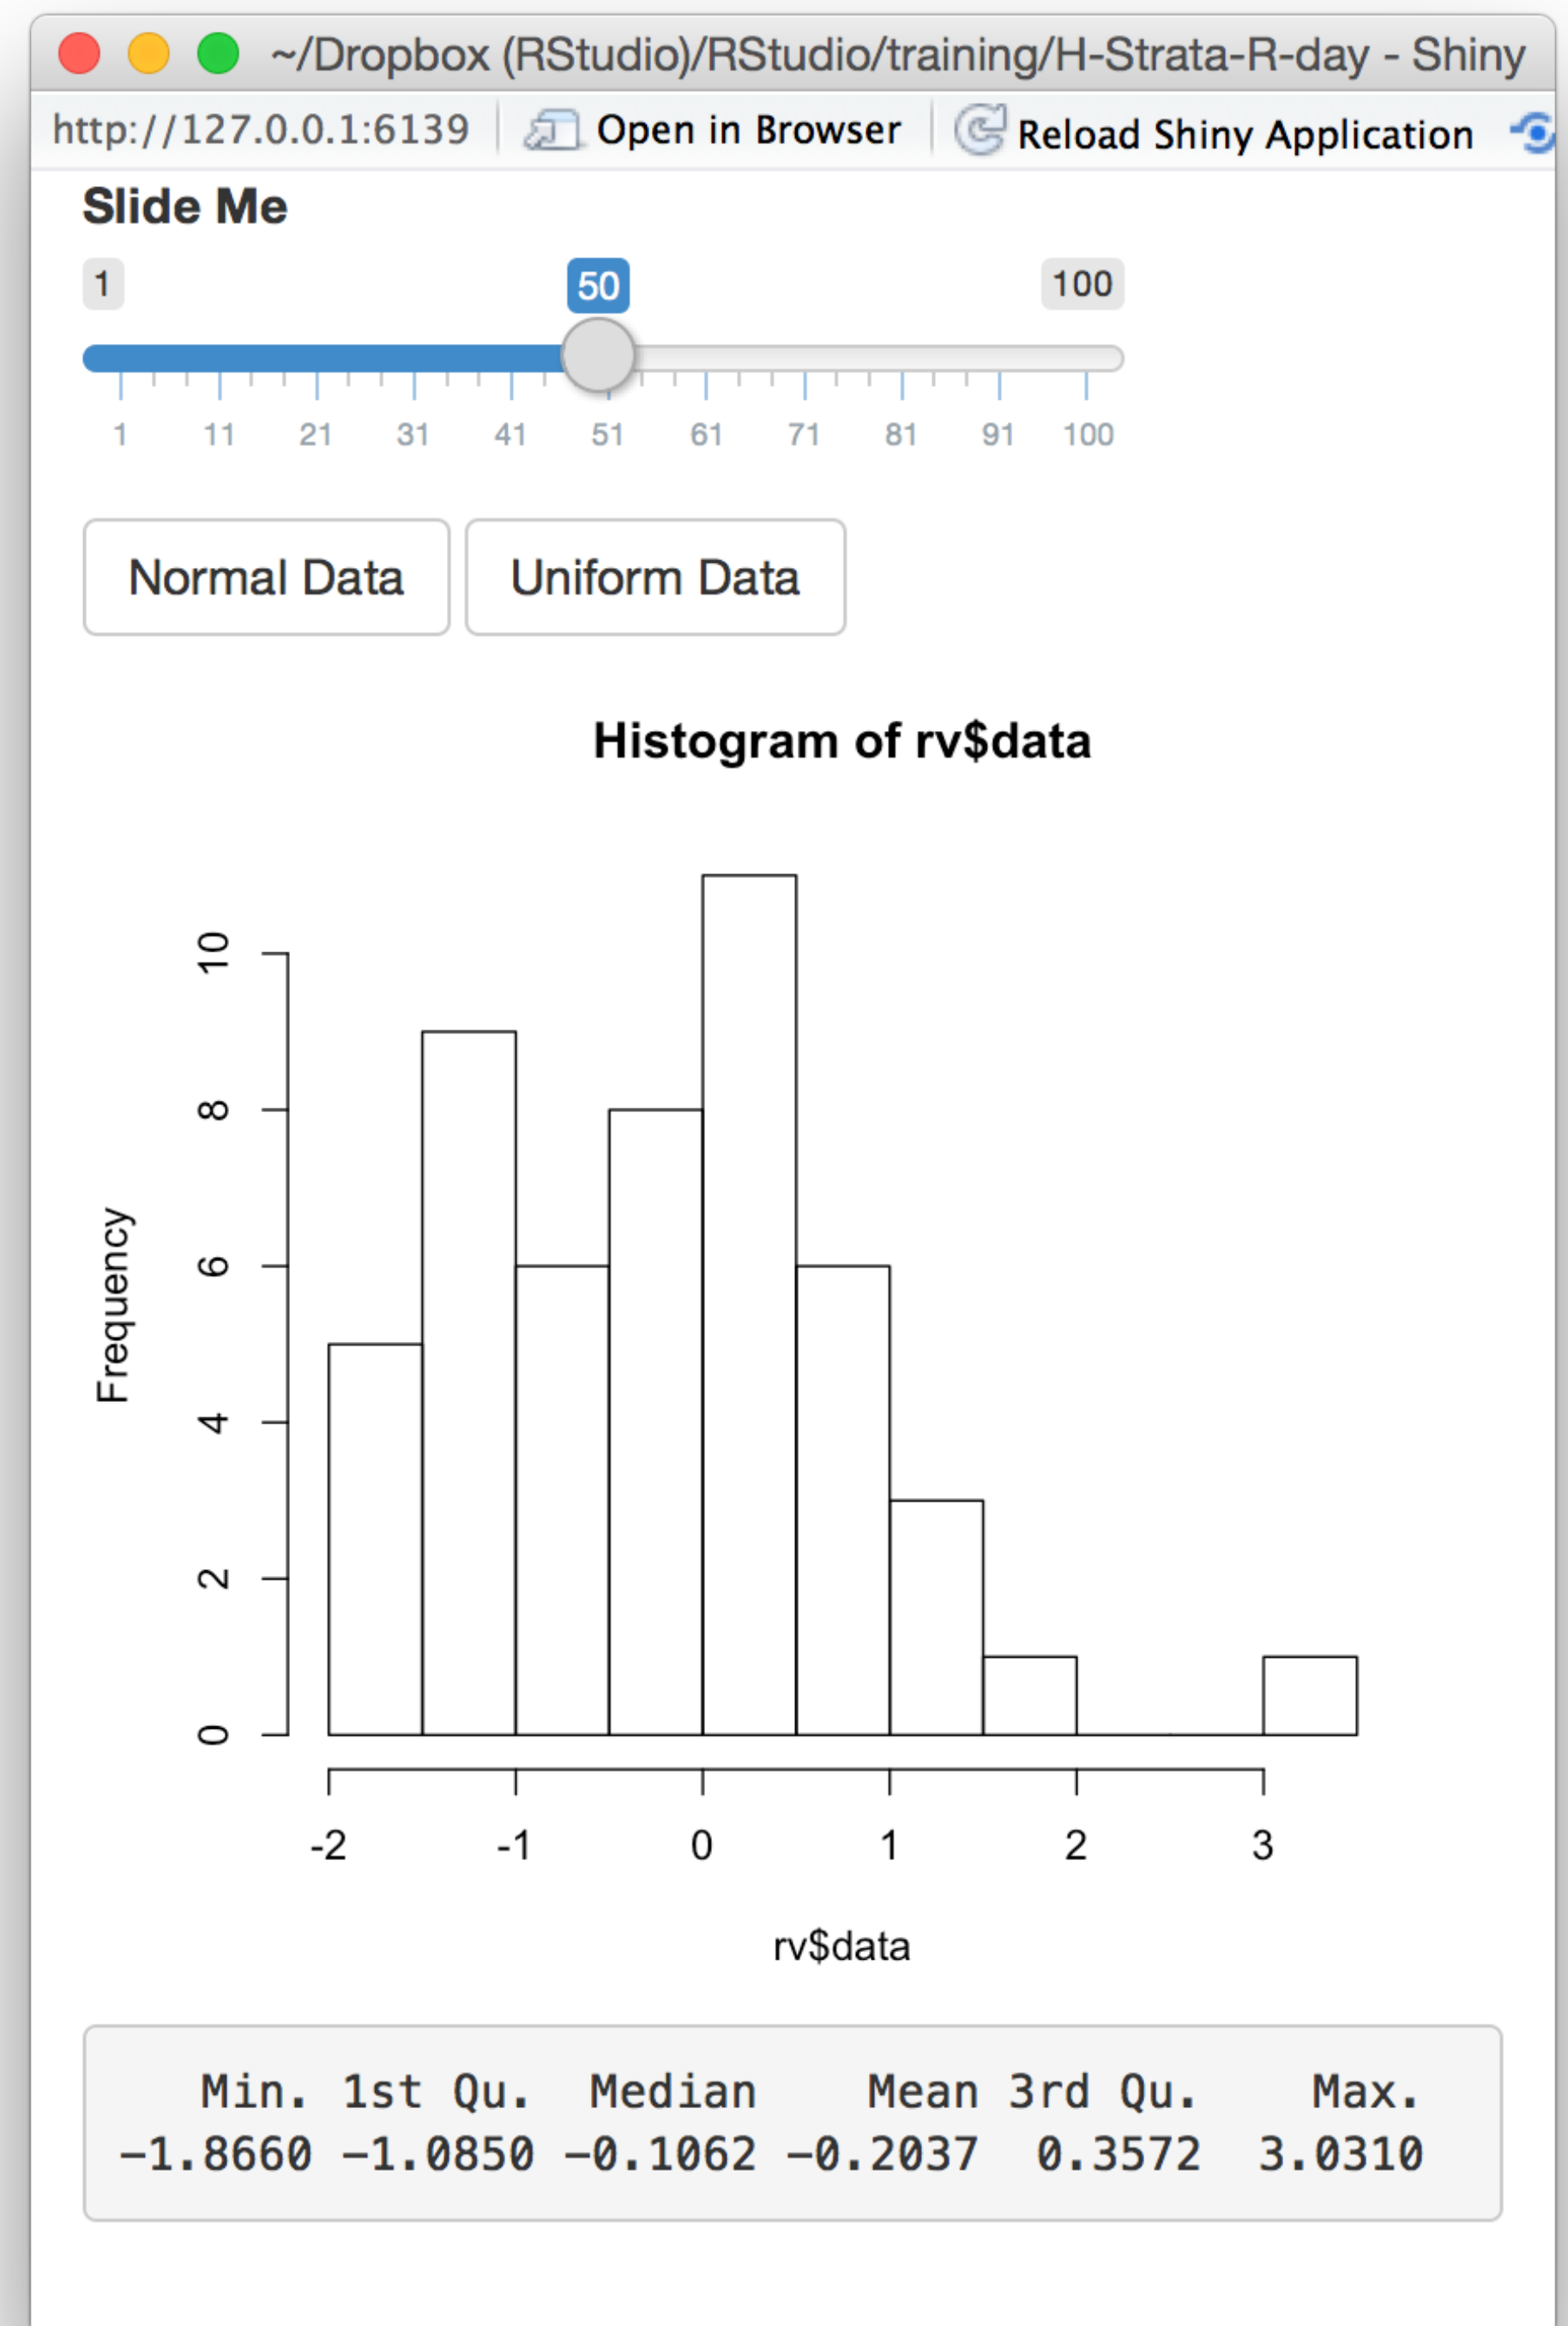 ~/Dropbox (RStudio)/RStudio/training/H-Strata-R-day - Shiny
http://127.0.0.1:6139 Open in Browser Reload Shiny Application
Slide Me
1 50 100
1 11 21 31 41 51 61 71 81 91 100
Normal Data Uniform Data
Histogram of rv$data
10
8
6
4
2
0
Frequency
-2 -1 0 1 2 3
rv$data
Min. 1st Qu. Median Mean 3rd Qu. Max.
-1.8660 -1.0850 -0.1062 -0.2037 0.3572 3.0310